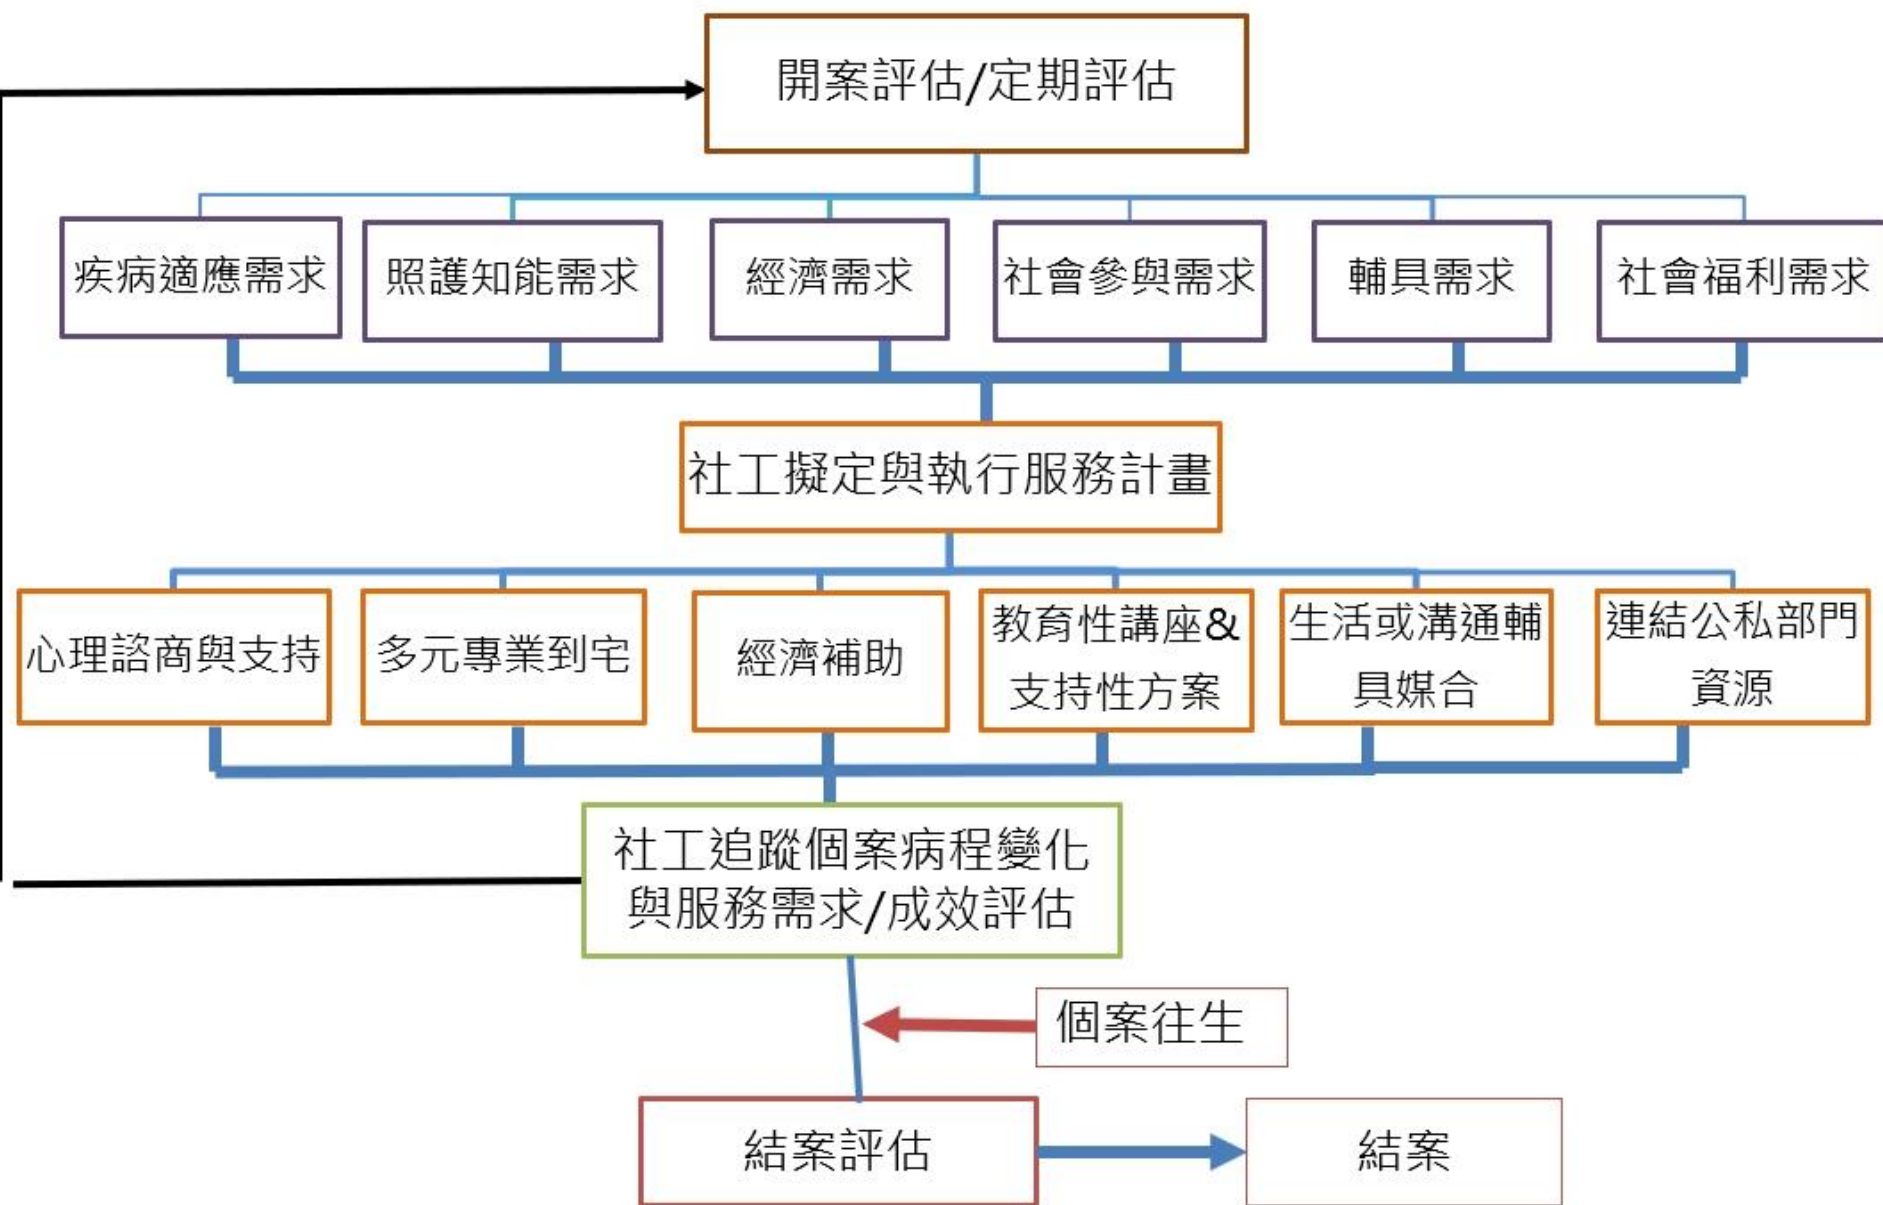 開案評估/定期評估
疾病適應需求
照護知能需求
經濟需求
社會參與需求
輔具需求
社會福利需求
社工擬定與執行服務計畫
心理諮商與支持
多元專業到宅
經濟補助
教育性講座&
支持性方案
生活或溝通輔
具媒合
連結公私部門
資源
社工追蹤個案病程變化
與服務需求/成效評估
個案往生
結案評估
結案